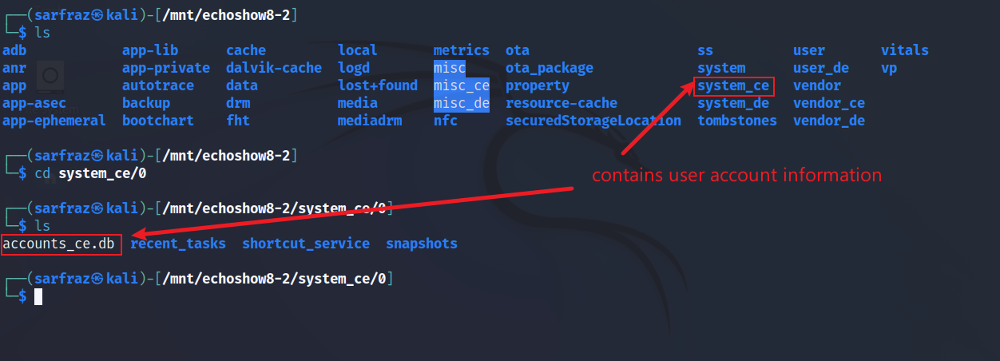 ┌──(sarfraz㉿kali)-[/mnt/echoshow8-2]
└─$ ls
adb app-lib cache local metrics ota ss user vitals
anr app-private dalvik-cache logd misc ota_package system user_de vp
app autotrace data lost+found misc_ce property system_ce vendor
app-asec backup drm media misc_de resource-cache system_de vendor_ce
app-ephemeral bootchart fht mediadrm nfc securedStorageLocation tombstones vendor_de
┌──(sarfraz㉿kali)-[/mnt/echoshow8-2]
└─$ cd system_ce/0
contains user account information
┌──(sarfraz㉿kali)-[/mnt/echoshow8-2/system_ce/0]
└─$ ls
accounts_ce.db recent_tasks shortcut_service snapshots
┌──(sarfraz㉿kali)-[/mnt/echoshow8-2/system_ce/0]
└─$